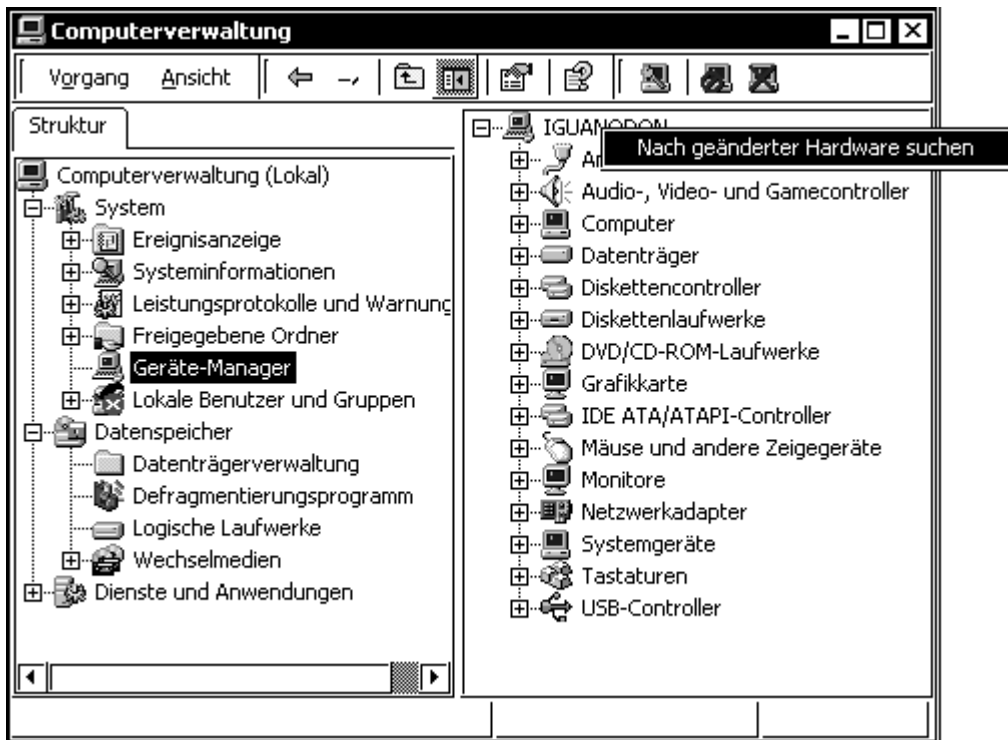 Computerverwaltung
Vorgang Ansicht
Struktur
Computerverwaltung (Lokal)
System
Ereignisanzeige
Systeminformationen
Leistungsprotokolle und Warnung
Freigegebene Ordner
Geräte-Manager
Lokale Benutzer und Gruppen
Datenspeicher
Datenträgerverwaltung
Defragmentierungsprogramm
Logische Laufwerke
Wechselmedien
Dienste und Anwendungen
IGUANODON
Nach geänderter Hardware suchen
Audio-, Video- und Gamecontroller
Computer
Datenträger
Diskettencontroller
Diskettenlaufwerke
DVD/CD-ROM-Laufwerke
Grafikkarte
IDE ATA/ATAPI-Controller
Mäuse und andere Zeigegeräte
Monitore
Netzwerkadapter
Systemgeräte
Tastaturen
USB-Controller